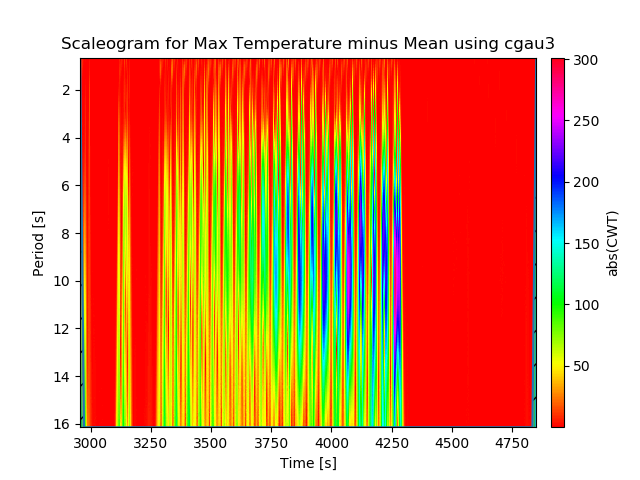 Scaleogram for Max Temperature minus Mean using cgau3
2
4
6
8
10
12
14
16
Period [s]
3000 3250 3500 3750 4000 4250 4500 4750
Time [s]
300
250
200
150
100
50
abs(CWT)